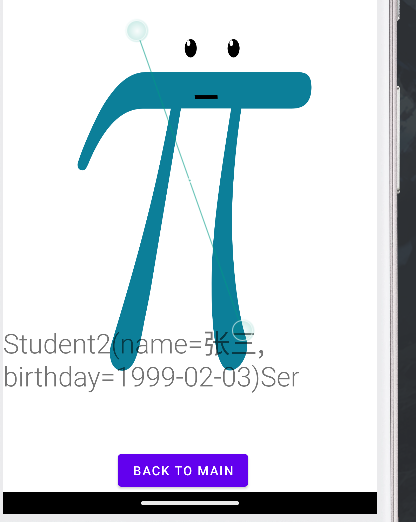 Student2(name=张三,
birthday=1999-02-03)Ser
BACK TO MAIN